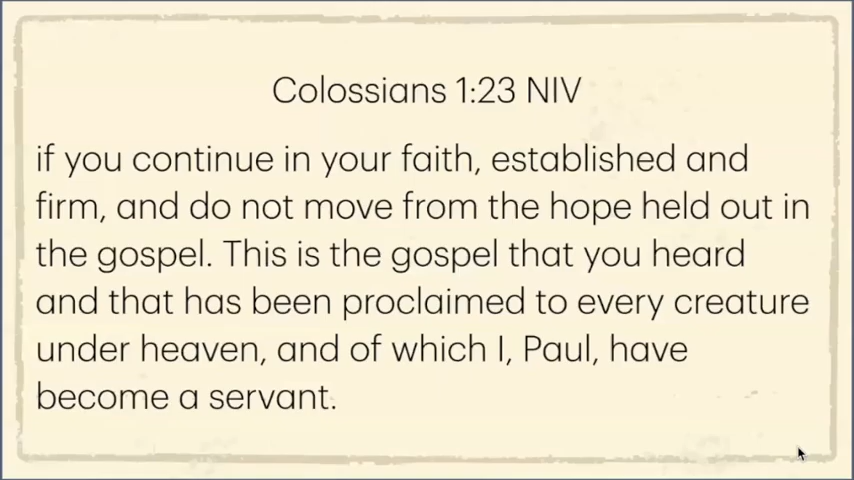 Colossians 1:23 NIV
if you continue in your faith, established and
firm, and do not move from the hope held out in
the gospel. This is the gospel that you heard
and that has been proclaimed to every creature
under heaven, and of which I, Paul, have
become a servant.